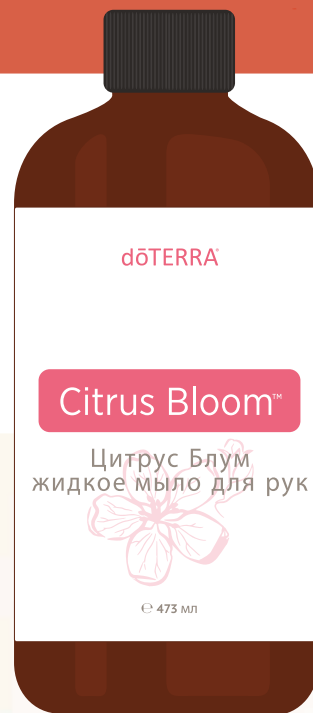 dōTERRA®
Citrus Bloom™
Цитрус Блум
жидкое мыло для рук
℮ 473 мл